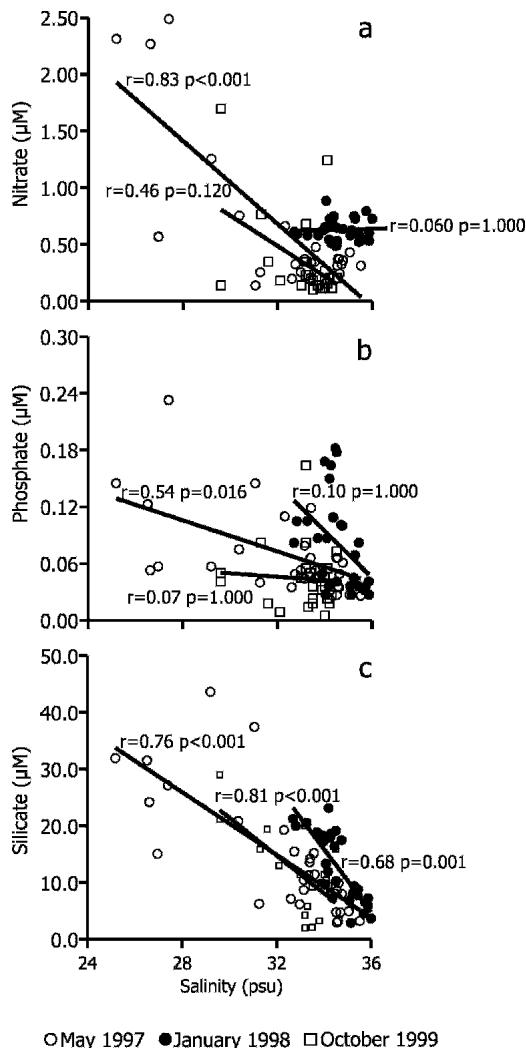 a
2.50
2.00
1.50
1.00
0.50
0.00
Nitrate (µM)
r=0.83 p<0.001
r=0.46 p=0.120
r=0.060 p=1.000
b
0.30
0.24
0.18
0.12
0.06
0.00
Phosphate (µM)
r=0.54 p=0.016
r=0.10 p=1.000
r=0.07 p=1.000
c
50.0
40.0
30.0
20.0
10.0
0.0
Silicate (µM)
r=0.76 p<0.001
r=0.81 p<0.001
r=0.68 p=0.001
24 28 32 36
Salinity (psu)
May 1997 January 1998 October 1999